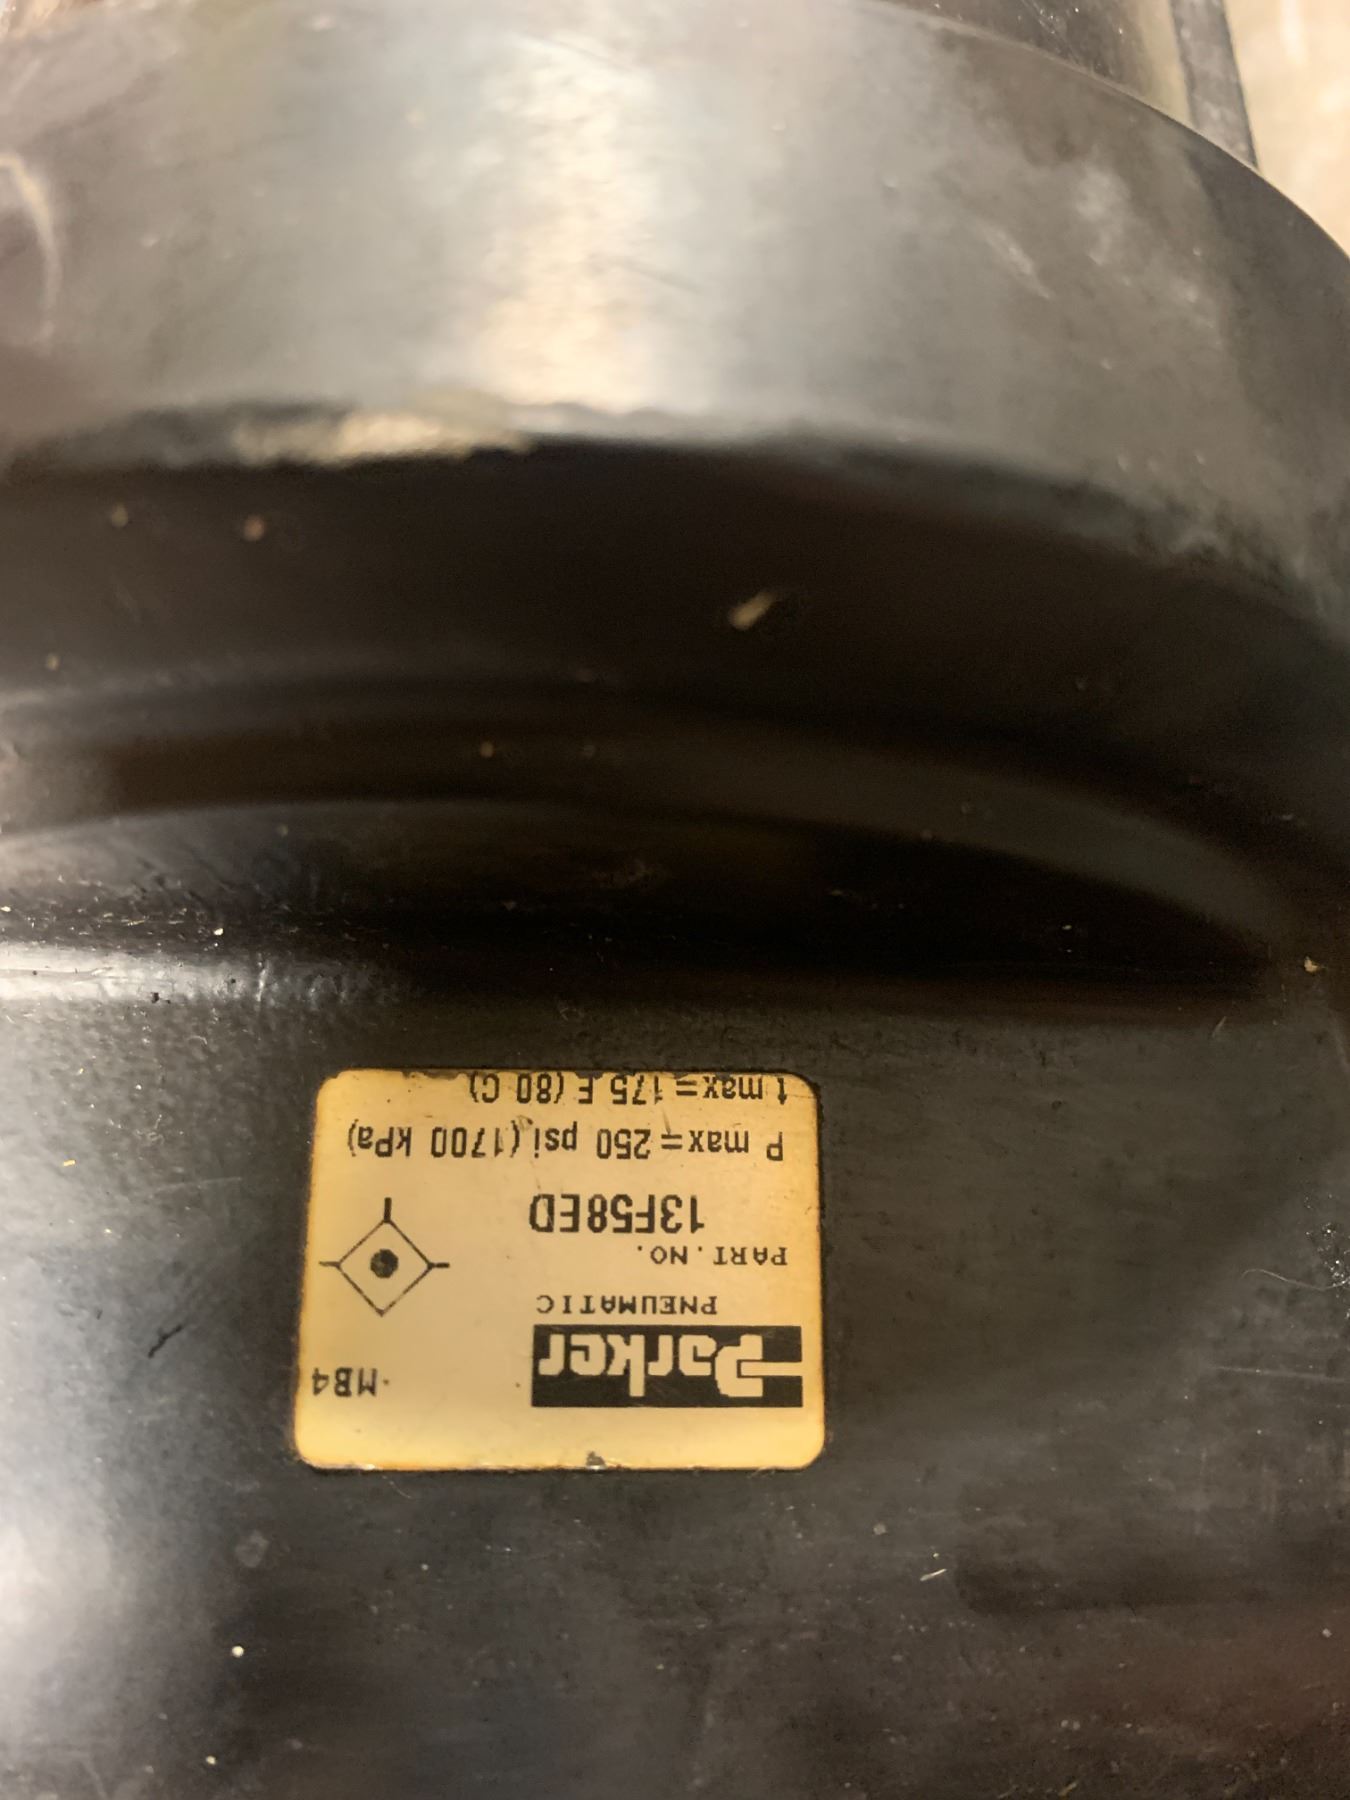 ·MB4
Parker
PNEUMATIC
PART. NO.
13F58ED
P max = 250 psi (1700 kPa)
t max = 175 F (80 C)